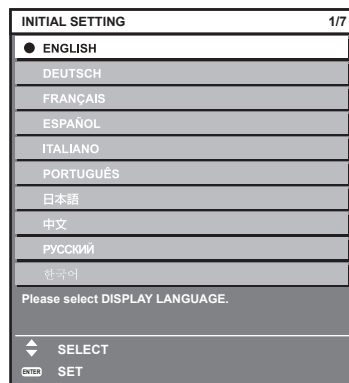 INITIAL SETTING 1/7
ENGLISH
DEUTSCH
FRANÇAIS
ESPAÑOL
ITALIANO
PORTUGUÊS
日本語
中文
РУССКИЙ
한국어
Please select DISPLAY LANGUAGE.
SELECT
ENTER SET